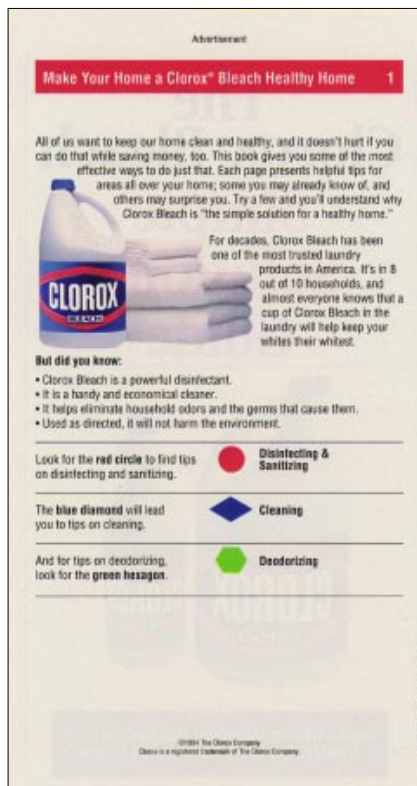 Advertisement
Make Your Home a Clorox® Bleach Healthy Home 1
All of us want to keep our home clean and healthy, and it doesn't hurt if you
can do that while saving money, too. This book gives you some of the most
effective ways to do just that. Each page presents helpful tips for
areas all over your home; some you may already know of, and
others may surprise you. Try a few and you'll understand why
Clorox Bleach is "the simple solution for a healthy home."
For decades, Clorox Bleach has been
one of the most trusted laundry
products in America. It's in 8
out of 10 households, and
almost everyone knows that a
cup of Clorox Bleach in the
laundry will help keep your
whites their whitest.
CLOROX
BLEACH
But did you know:
• Clorox Bleach is a powerful disinfectant.
• It is a handy and economical cleaner.
• It helps eliminate household odors and the germs that cause them.
• Used as directed, it will not harm the environment.
Look for the red circle to find tips
on disinfecting and sanitizing.
Disinfecting &
Sanitizing
The blue diamond will lead
you to tips on cleaning.
Cleaning
And for tips on deodorizing,
look for the green hexagon.
Deodorizing
©1994 The Clorox Company
Clorox is a registered trademark of The Clorox Company.